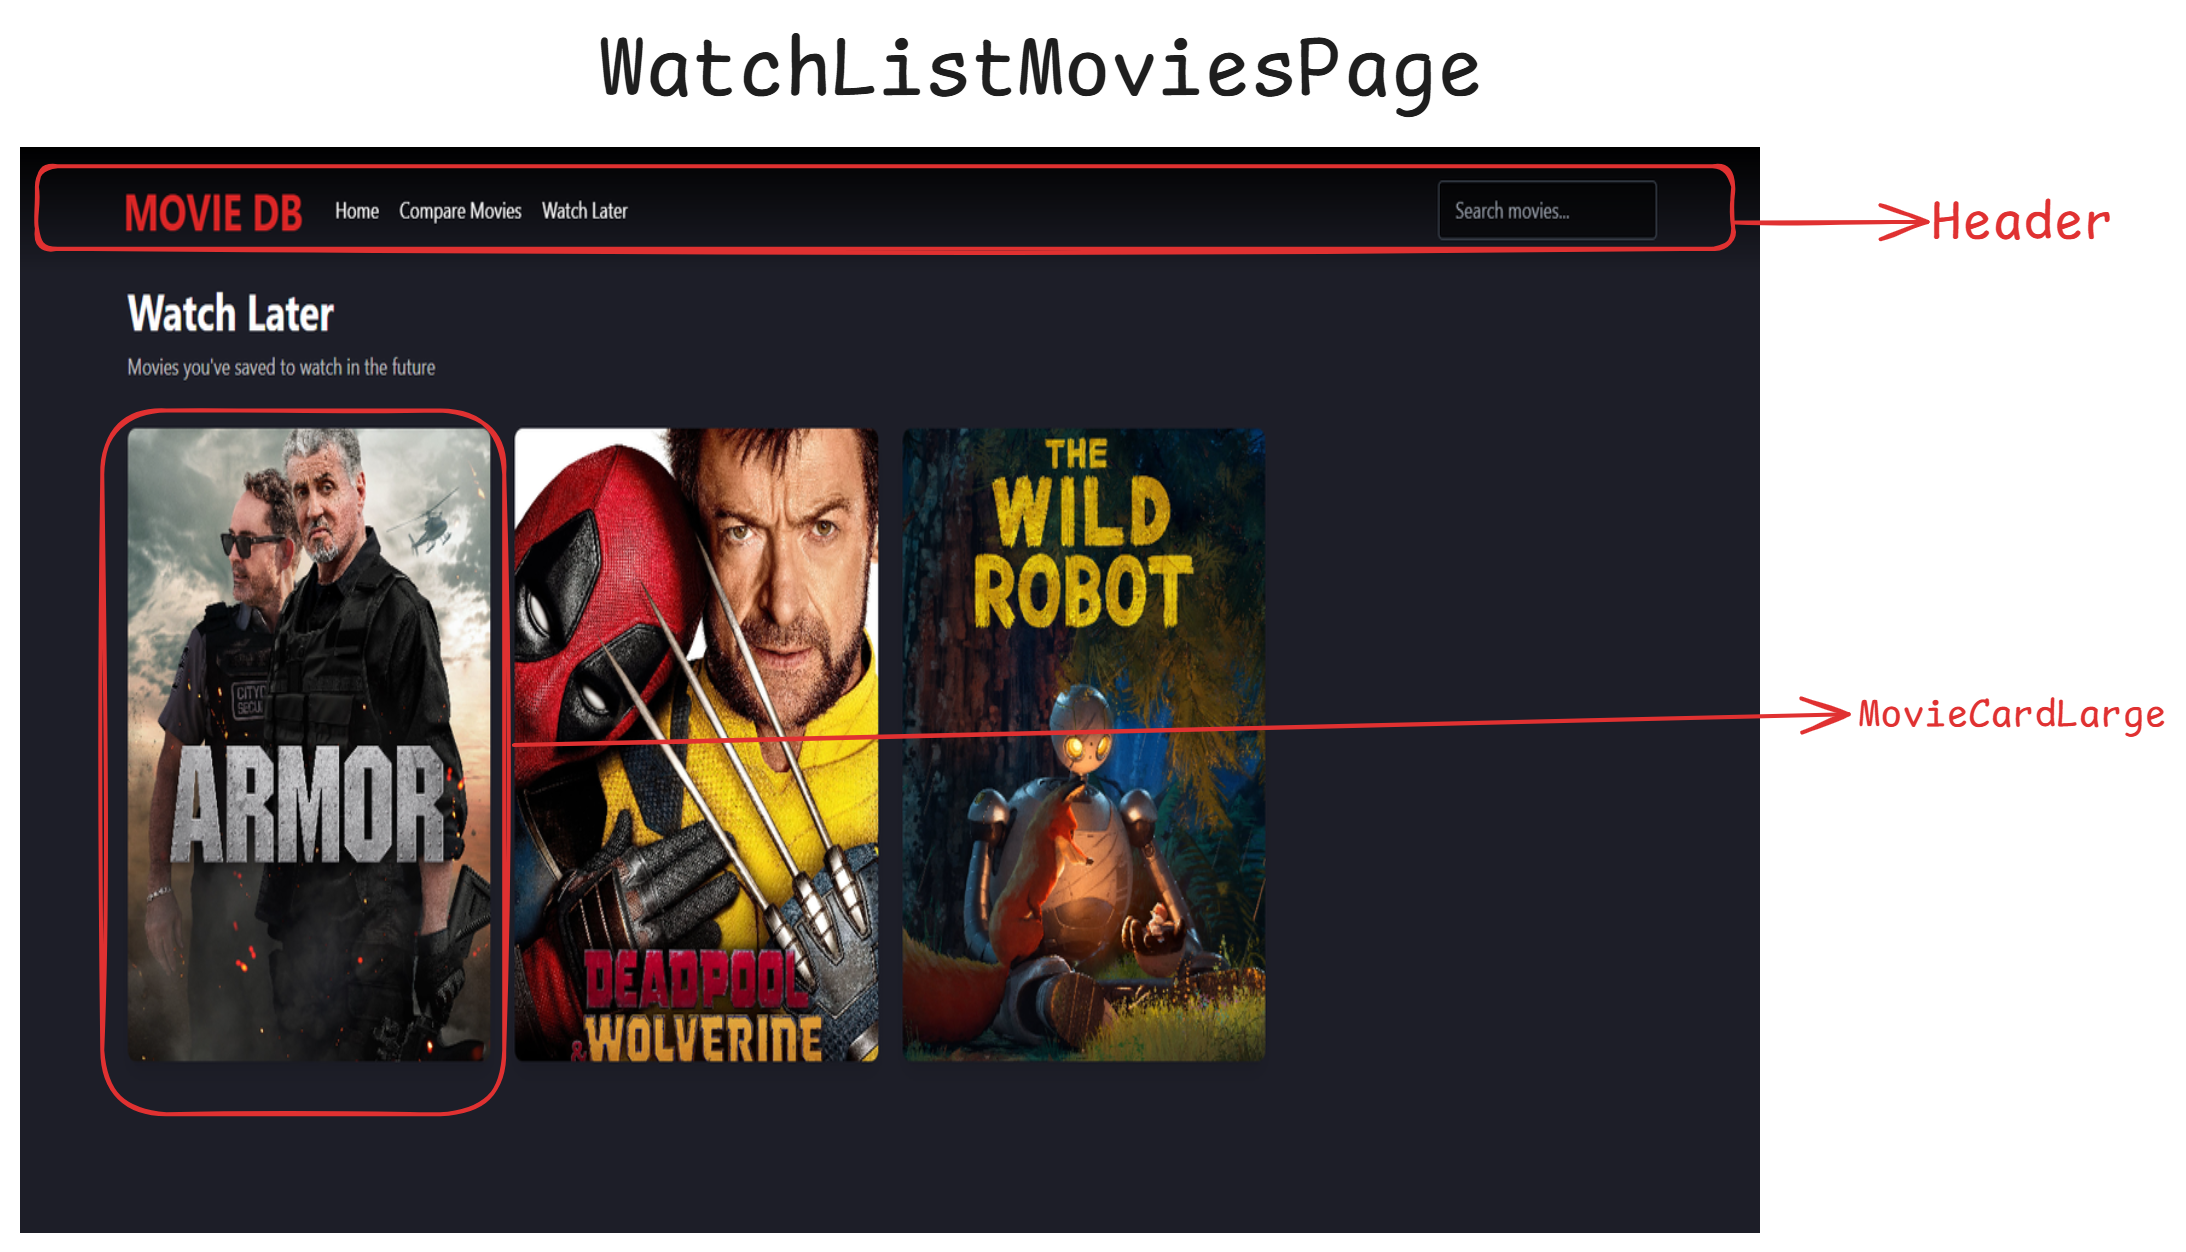 WatchListMoviesPage
MOVIE DB Home Compare Movies Watch Later Search movies...
Header
Watch Later
Movies you've saved to watch in the future
THE
WILD
ROBOT
MovieCardLarge
ARMOR
DEADPOOL
& WOLVERINE